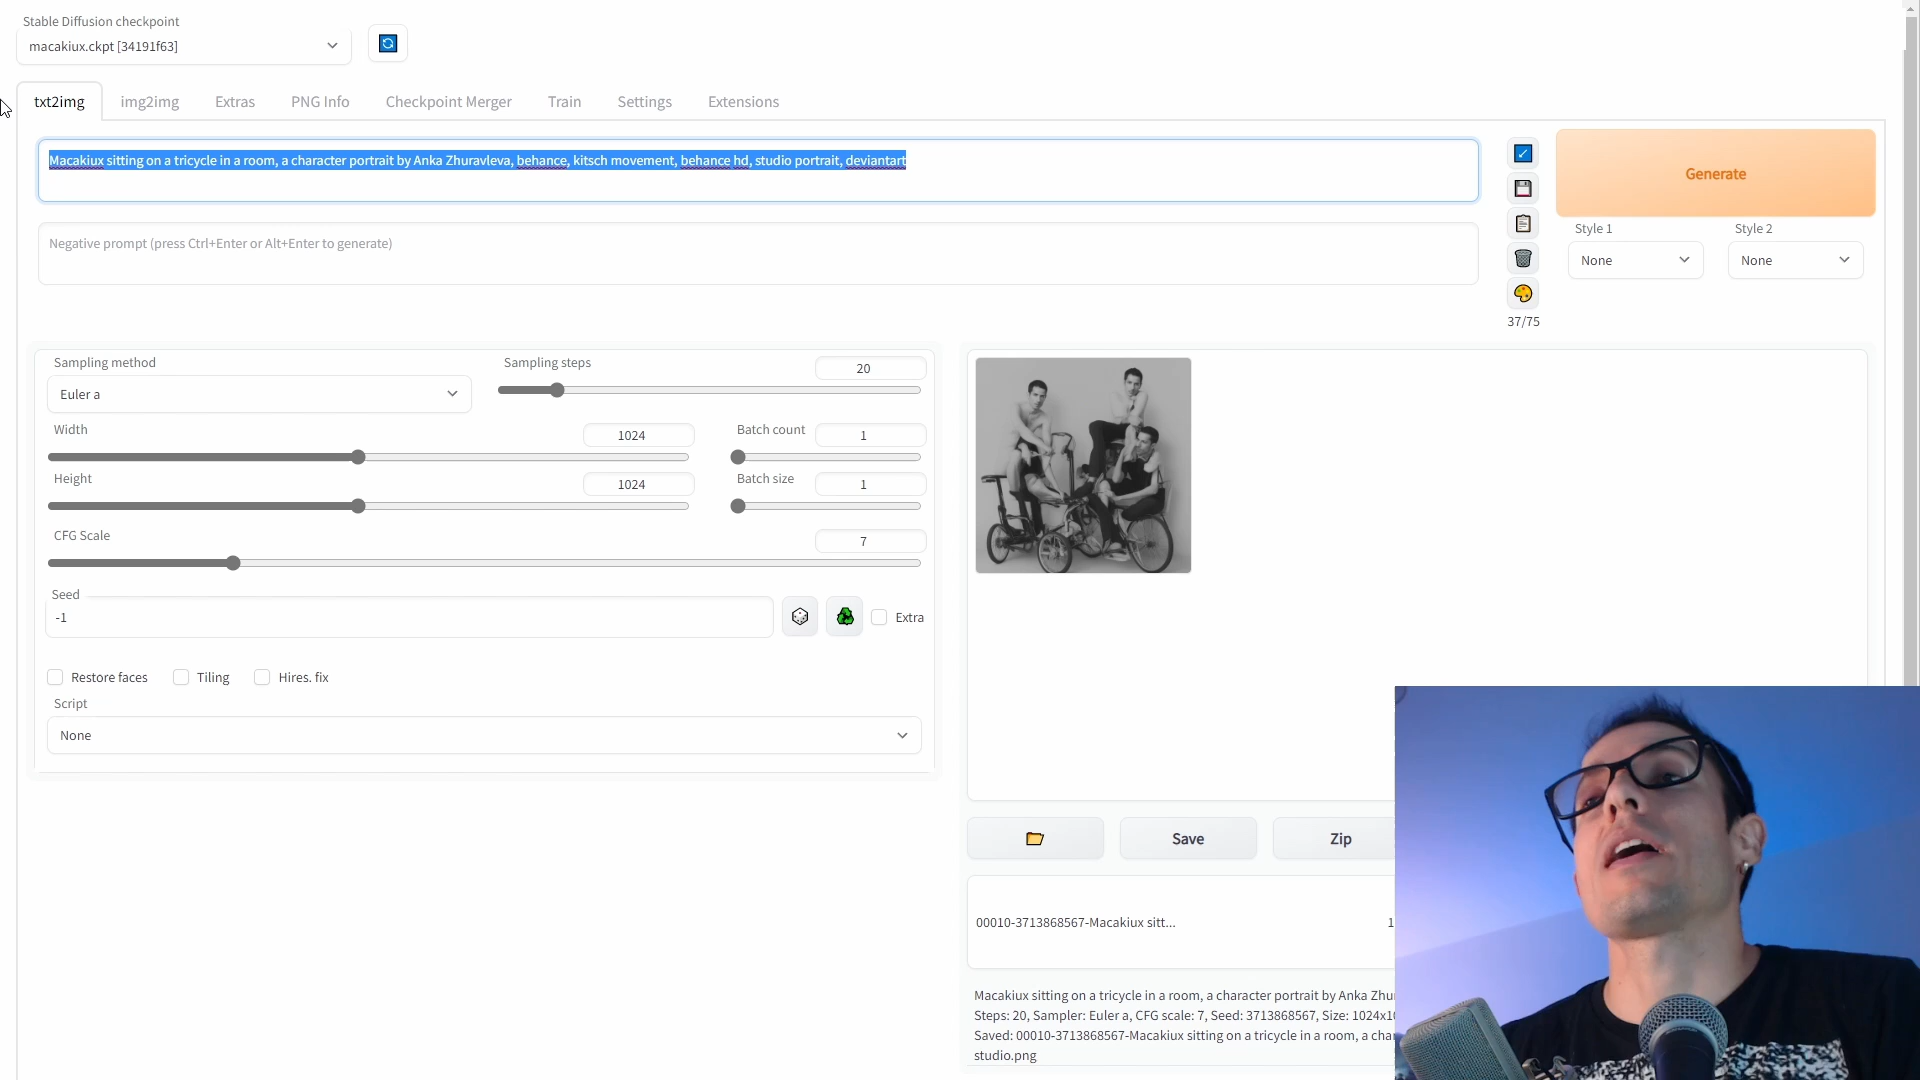 Stable Diffusion checkpoint
macakiux.ckpt [34191f63]
txt2img img2img Extras PNG Info Checkpoint Merger Train Settings Extensions
Macakiux sitting on a tricycle in a room, a character portrait by Anka Zhuravleva, behance, kitsch movement, behance hd, studio portrait, deviantart
Generate
Negative prompt (press Ctrl+Enter or Alt+Enter to generate)
Style 1 Style 2
None None
37/75
Sampling method Sampling steps 20
Euler a
Width 1024 Batch count 1
Height 1024 Batch size 1
CFG Scale 7
Seed
-1 Extra
Restore faces Tiling Hires. fix
Script
None
Save Zip
00010-3713868567-Macakiux sitt... 1
Macakiux sitting on a tricycle in a room, a character portrait by Anka Zhu
Steps: 20, Sampler: Euler a, CFG scale: 7, Seed: 3713868567, Size: 1024x1
Saved: 00010-3713868567-Macakiux sitting on a tricycle in a room, a cha
studio.png